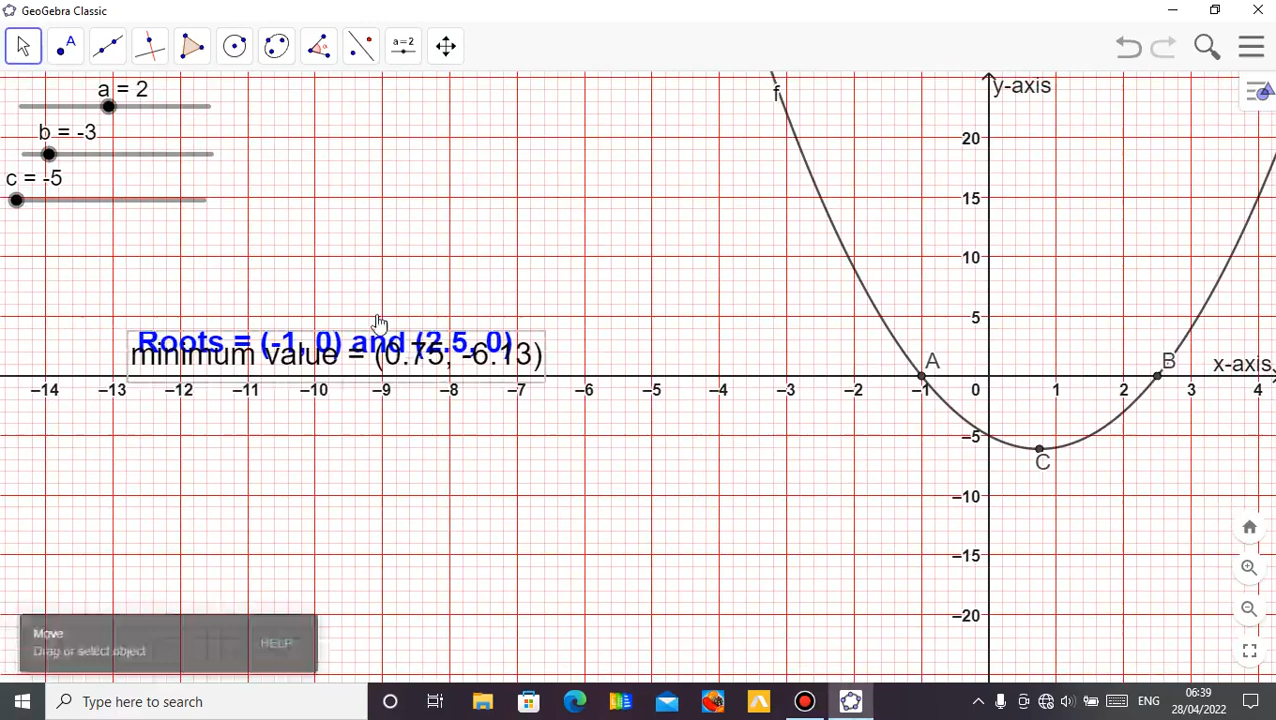 GeoGebra Classic
A
a=2
a = 2
b = -3
c = -5
f
y-axis
20
15
10
5
Roots = (-1, 0) and (2.5, 0)
minimum value = (0.75, -6.13)
A
B
x-axis
–14 –13 –12 –11 –10 –9 –8 –7 –6 –5 –4 –3 –2 –1 0 1 2 3 4
–5
C
–10
–15
–20
Move
Drag or select object
HELP
Type here to search
ENG
06:39
28/04/2022